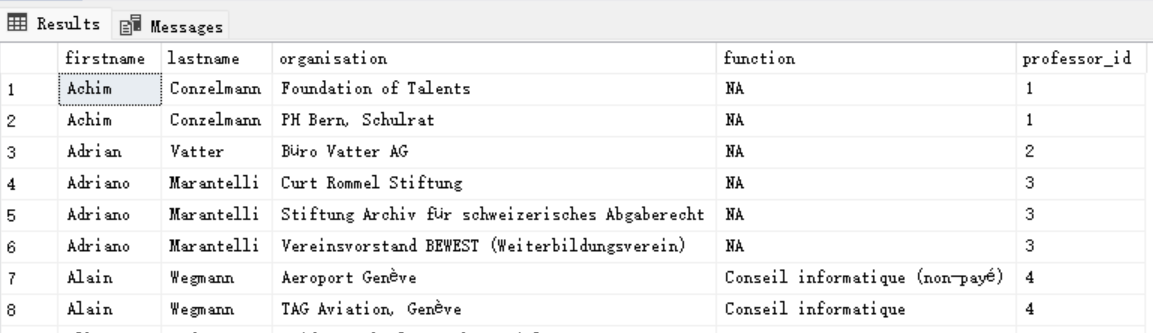 Results Messages
firstname lastname organisation function professor_id
1 Achim Conzelmann Foundation of Talents NA 1
2 Achim Conzelmann PH Bern, Schulrat NA 1
3 Adrian Vatter Büro Vatter AG NA 2
4 Adriano Marantelli Curt Rommel Stiftung NA 3
5 Adriano Marantelli Stiftung Archiv für schweizerisches Abgaberecht NA 3
6 Adriano Marantelli Vereinsvorstand BEWEST (Weiterbildungsverein) NA 3
7 Alain Wegmann Aeroport Genève Conseil informatique (non-payé) 4
8 Alain Wegmann TAG Aviation, Genève Conseil informatique 4